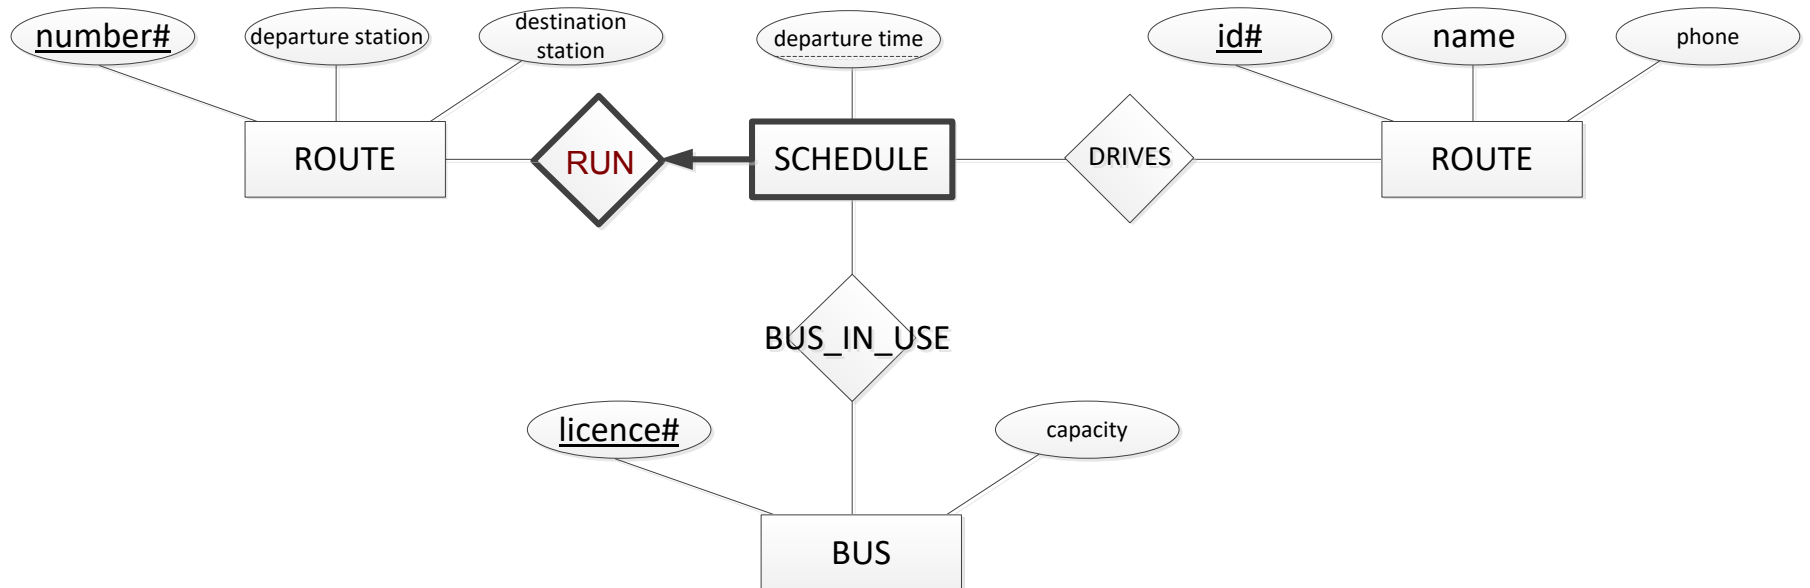 number#
departure station
destination
station
departure time
id#
name
phone
ROUTE
RUN
SCHEDULE
DRIVES
ROUTE
BUS_IN_USE
licence#
capacity
BUS